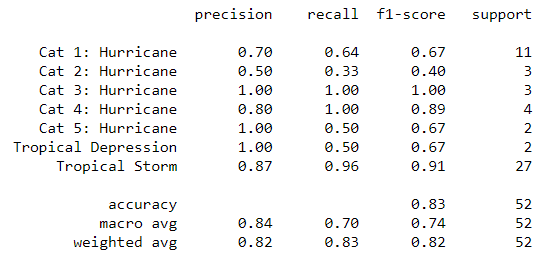 precision recall f1-score support
Cat 1: Hurricane 0.70 0.64 0.67 11
Cat 2: Hurricane 0.50 0.33 0.40 3
Cat 3: Hurricane 1.00 1.00 1.00 3
Cat 4: Hurricane 0.80 1.00 0.89 4
Cat 5: Hurricane 1.00 0.50 0.67 2
Tropical Depression 1.00 0.50 0.67 2
Tropical Storm 0.87 0.96 0.91 27
accuracy 0.83 52
macro avg 0.84 0.70 0.74 52
weighted avg 0.82 0.83 0.82 52